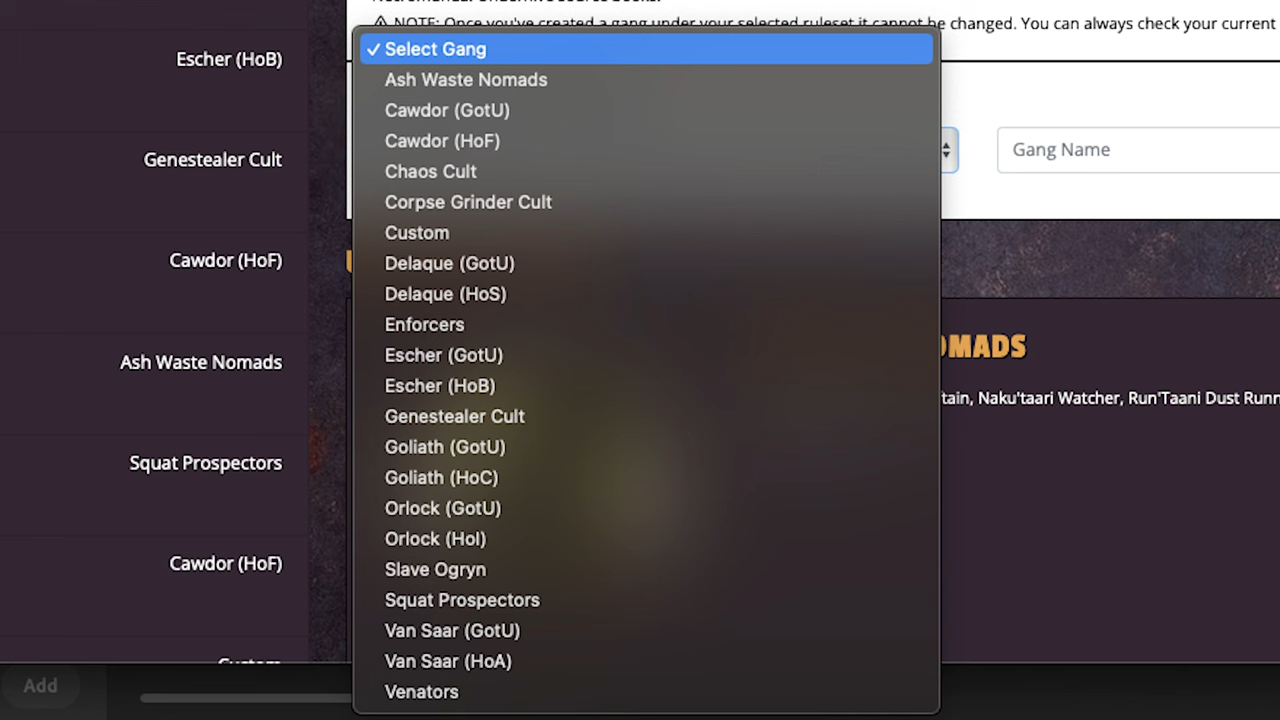 ⚠ NOTE: Once you've created a gang under your selected ruleset it cannot be changed. You can always check your current
Escher (HoB)
Genestealer Cult
Cawdor (HoF)
Ash Waste Nomads
Squat Prospectors
Cawdor (HoF)
Custom
Add
✓ Select Gang
Ash Waste Nomads
Cawdor (GotU)
Cawdor (HoF)
Chaos Cult
Corpse Grinder Cult
Custom
Delaque (GotU)
Delaque (HoS)
Enforcers
Escher (GotU)
Escher (HoB)
Genestealer Cult
Goliath (GotU)
Goliath (HoC)
Orlock (GotU)
Orlock (HoI)
Slave Ogryn
Squat Prospectors
Van Saar (GotU)
Van Saar (HoA)
Venators
Gang Name
OMADS
tain, Naku'taari Watcher, Run'Taani Dust Runn